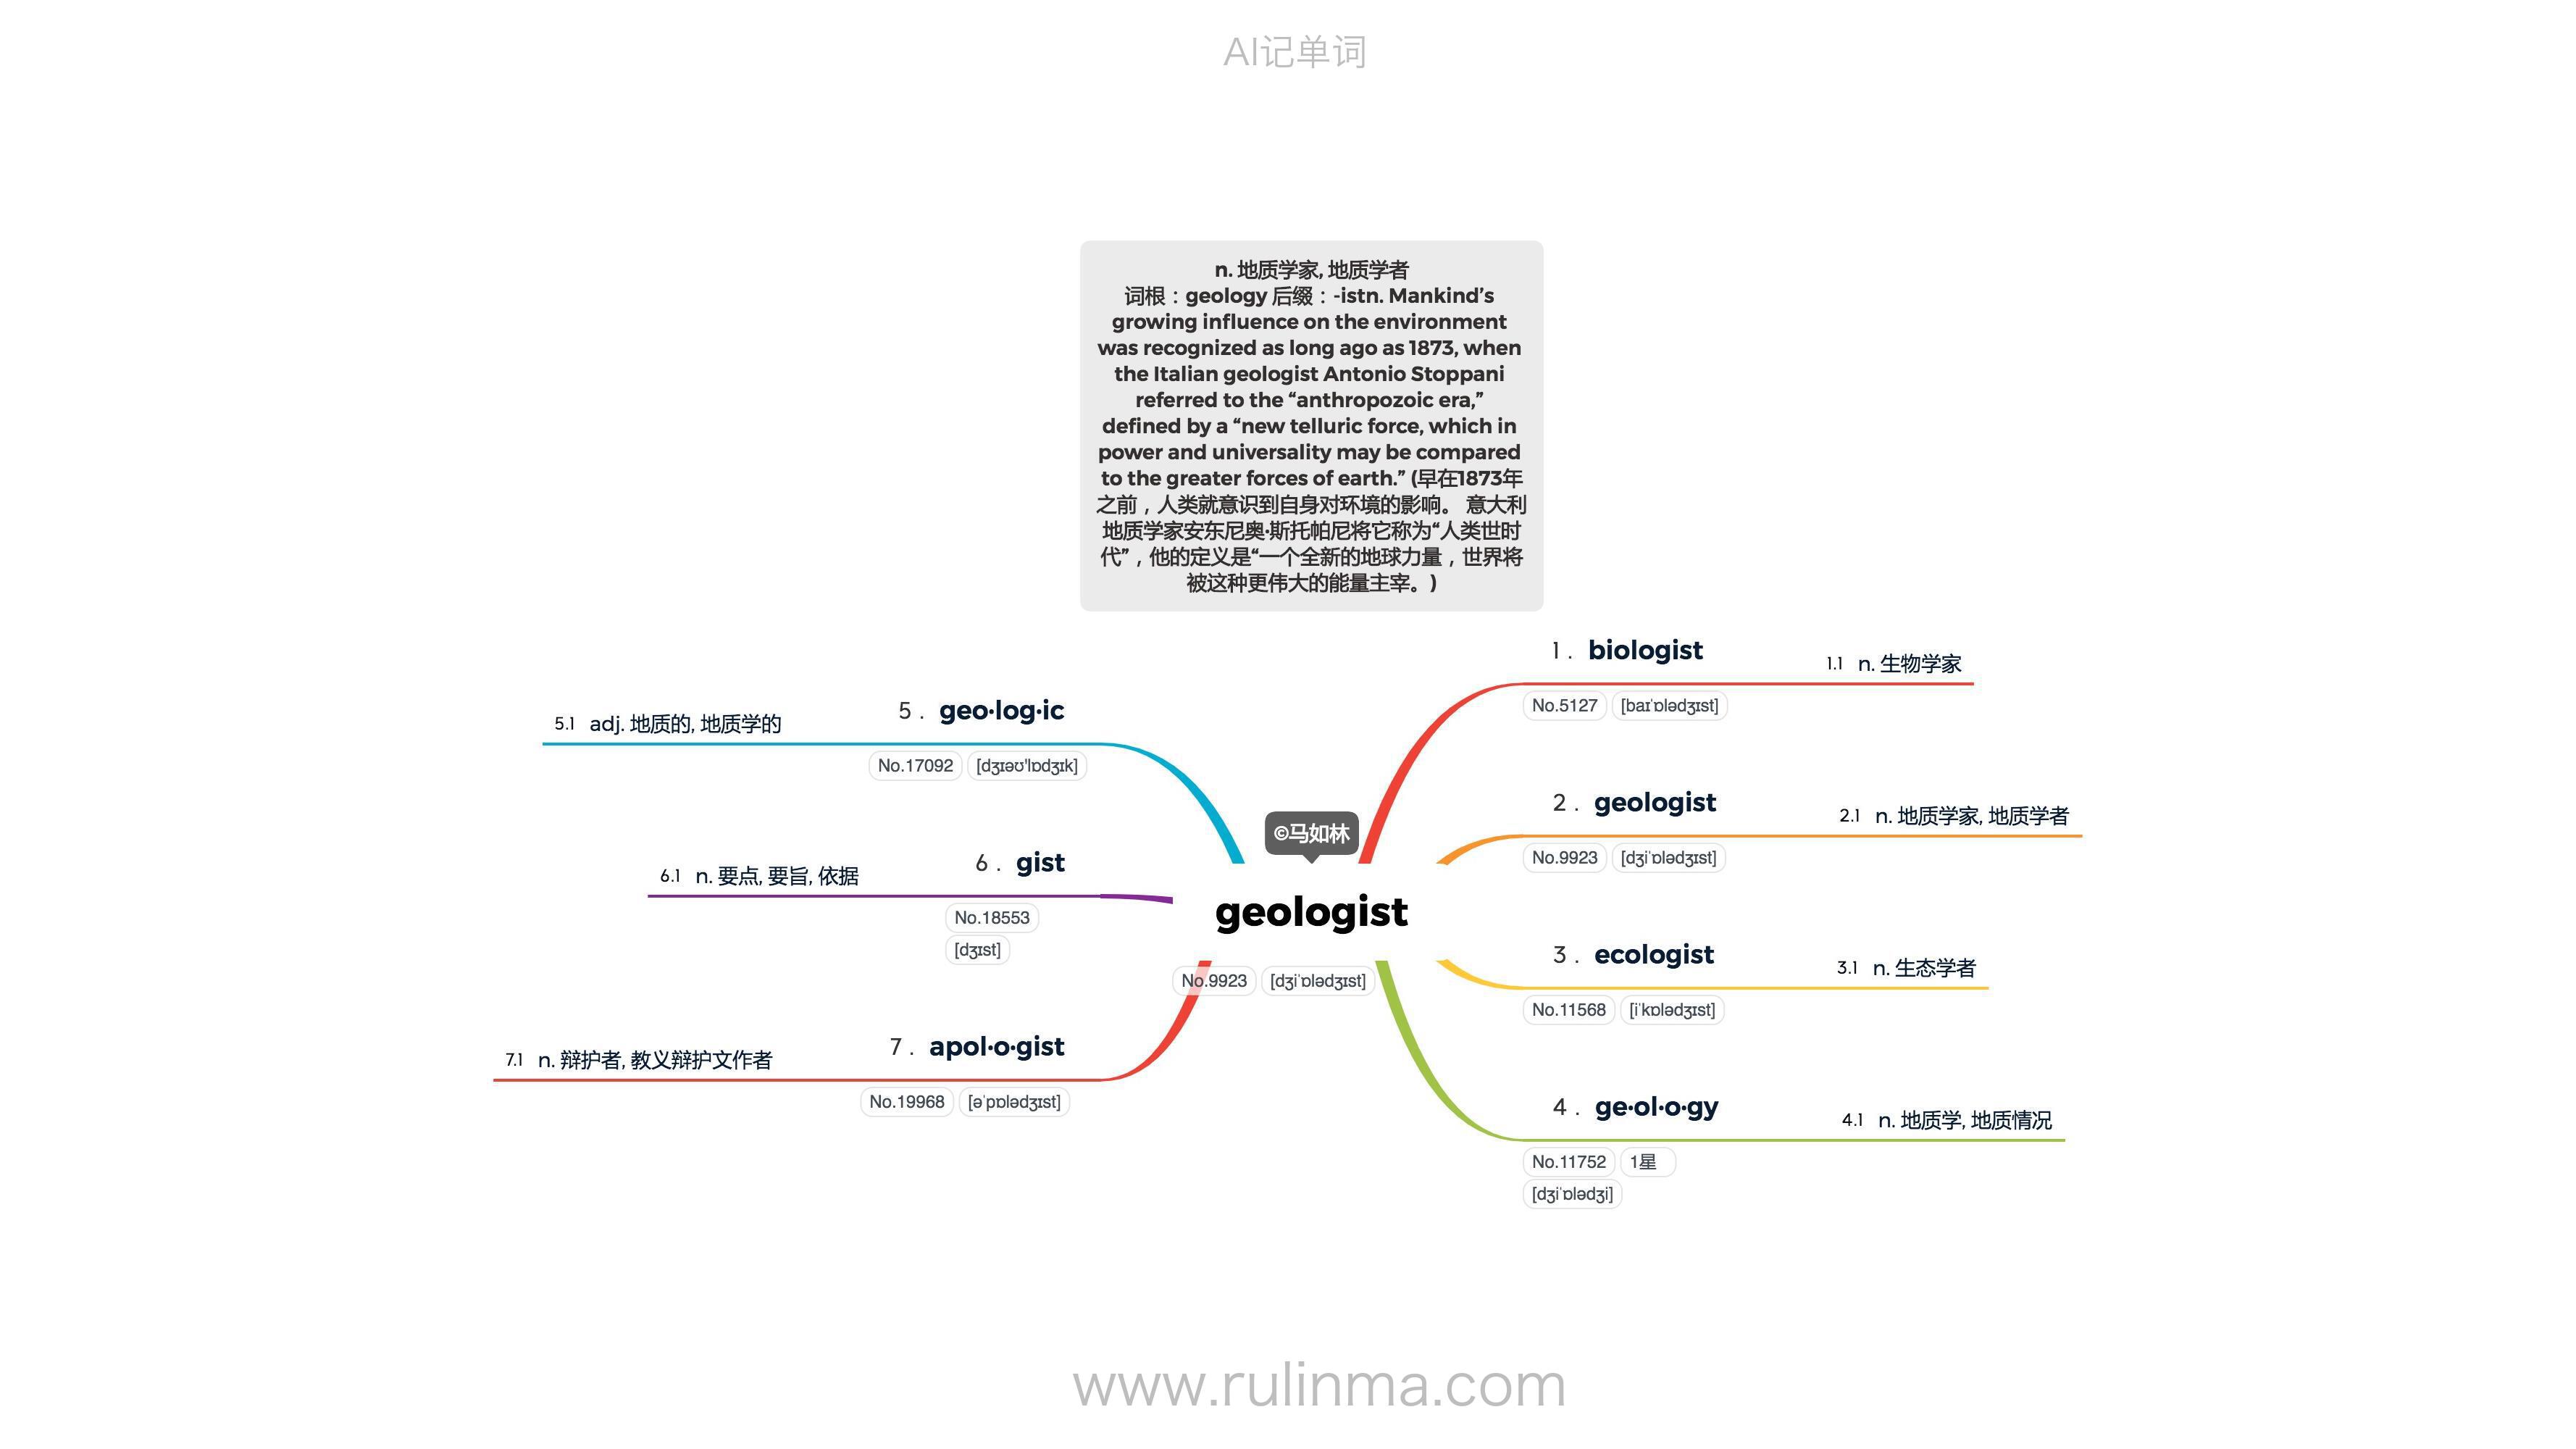 AI记单词
n. 地质学家, 地质学者
词根：geology 后缀：-istn. Mankind’s
growing influence on the environment
was recognized as long ago as 1873, when
the Italian geologist Antonio Stoppani
referred to the “anthropozoic era,”
defined by a “new telluric force, which in
power and universality may be compared
to the greater forces of earth.” (早在1873年
之前，人类就意识到自身对环境的影响。 意大利
地质学家安东尼奥·斯托帕尼将它称为“人类世时
代”，他的定义是“一个全新的地球力量，世界将
被这种更伟大的能量主宰。)
©马如林
geologist
No.9923 [dʒiˈɒlədʒɪst]
1. biologist
1.1 n. 生物学家
No.5127 [baɪˈɒlədʒɪst]
2. geologist
2.1 n. 地质学家, 地质学者
No.9923 [dʒiˈɒlədʒɪst]
3. ecologist
3.1 n. 生态学者
No.11568 [iˈkɒlədʒɪst]
4. ge·ol·o·gy
4.1 n. 地质学, 地质情况
No.11752 1星
[dʒiˈɒlədʒi]
5. geo·log·ic
5.1 adj. 地质的, 地质学的
No.17092 [dʒɪəʊ'lɒdʒɪk]
6. gist
6.1 n. 要点, 要旨, 依据
No.18553
[dʒɪst]
7. apol·o·gist
7.1 n. 辩护者, 教义辩护文作者
No.19968 [əˈpɒlədʒɪst]
www.rulinma.com